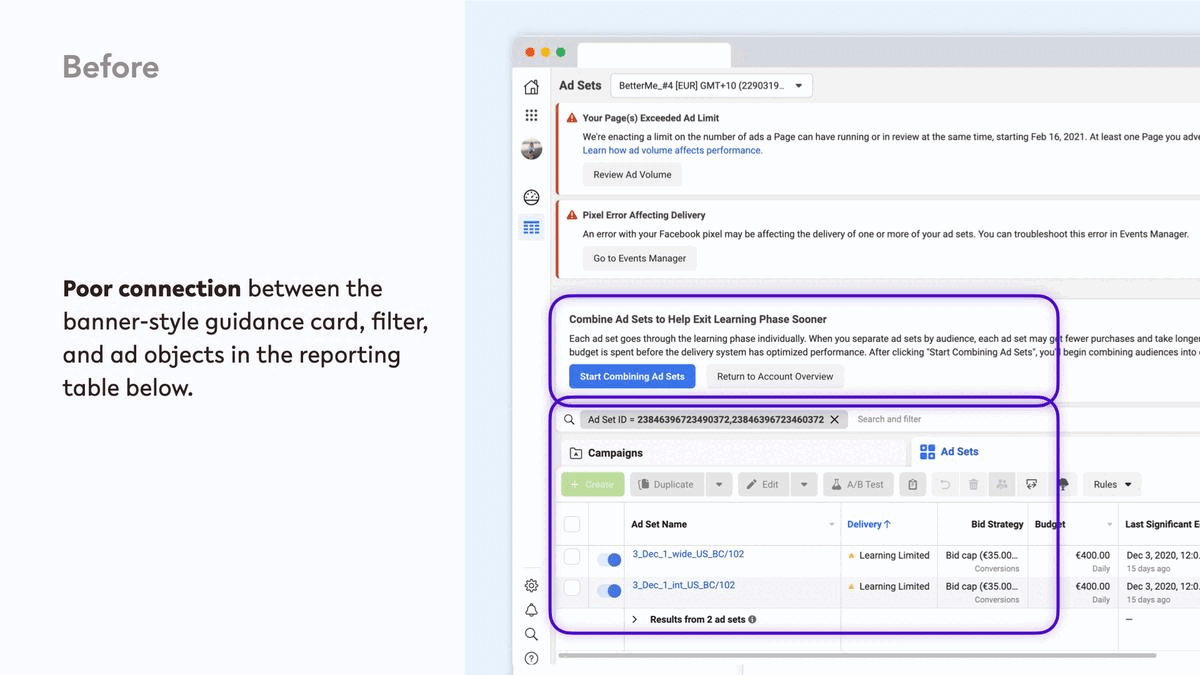 Before
Poor connection between the
banner-style guidance card, filter,
and ad objects in the reporting
table below.
Ad Sets
BetterMe_#4 [EUR] GMT+10 (2290319...
Your Page(s) Exceeded Ad Limit
We're enacting a limit on the number of ads a Page can have running or in review at the same time, starting Feb 16, 2021. At least one Page you adve
Learn how ad volume affects performance.
Review Ad Volume
Pixel Error Affecting Delivery
An error with your Facebook pixel may be affecting the delivery of one or more of your ad sets. You can troubleshoot this error in Events Manager.
Go to Events Manager
Combine Ad Sets to Help Exit Learning Phase Sooner
Each ad set goes through the learning phase individually. When you separate ad sets by audience, each ad set may get fewer purchases and take longe
budget is spent before the delivery system has optimized performance. After clicking "Start Combining Ad Sets", you'll begin combining audiences into
Start Combining Ad Sets
Return to Account Overview
Ad Set ID = 23846396723490372,23846396723460372
Search and filter
Campaigns
Ad Sets
+ Create
Duplicate
Edit
A/B Test
Rules
Ad Set Name
Delivery ↑
Bid Strategy
Budget
Last Significant E
3_Dec_1_wide_US_BC/102
Learning Limited
Bid cap (€35.00...
Conversions
€400.00
Daily
Dec 3, 2020, 12:0.
15 days ago
3_Dec_1_int_US_BC/102
Learning Limited
Bid cap (€35.00...
Conversions
€400.00
Daily
Dec 3, 2020, 12:0.
15 days ago
Results from 2 ad sets
—